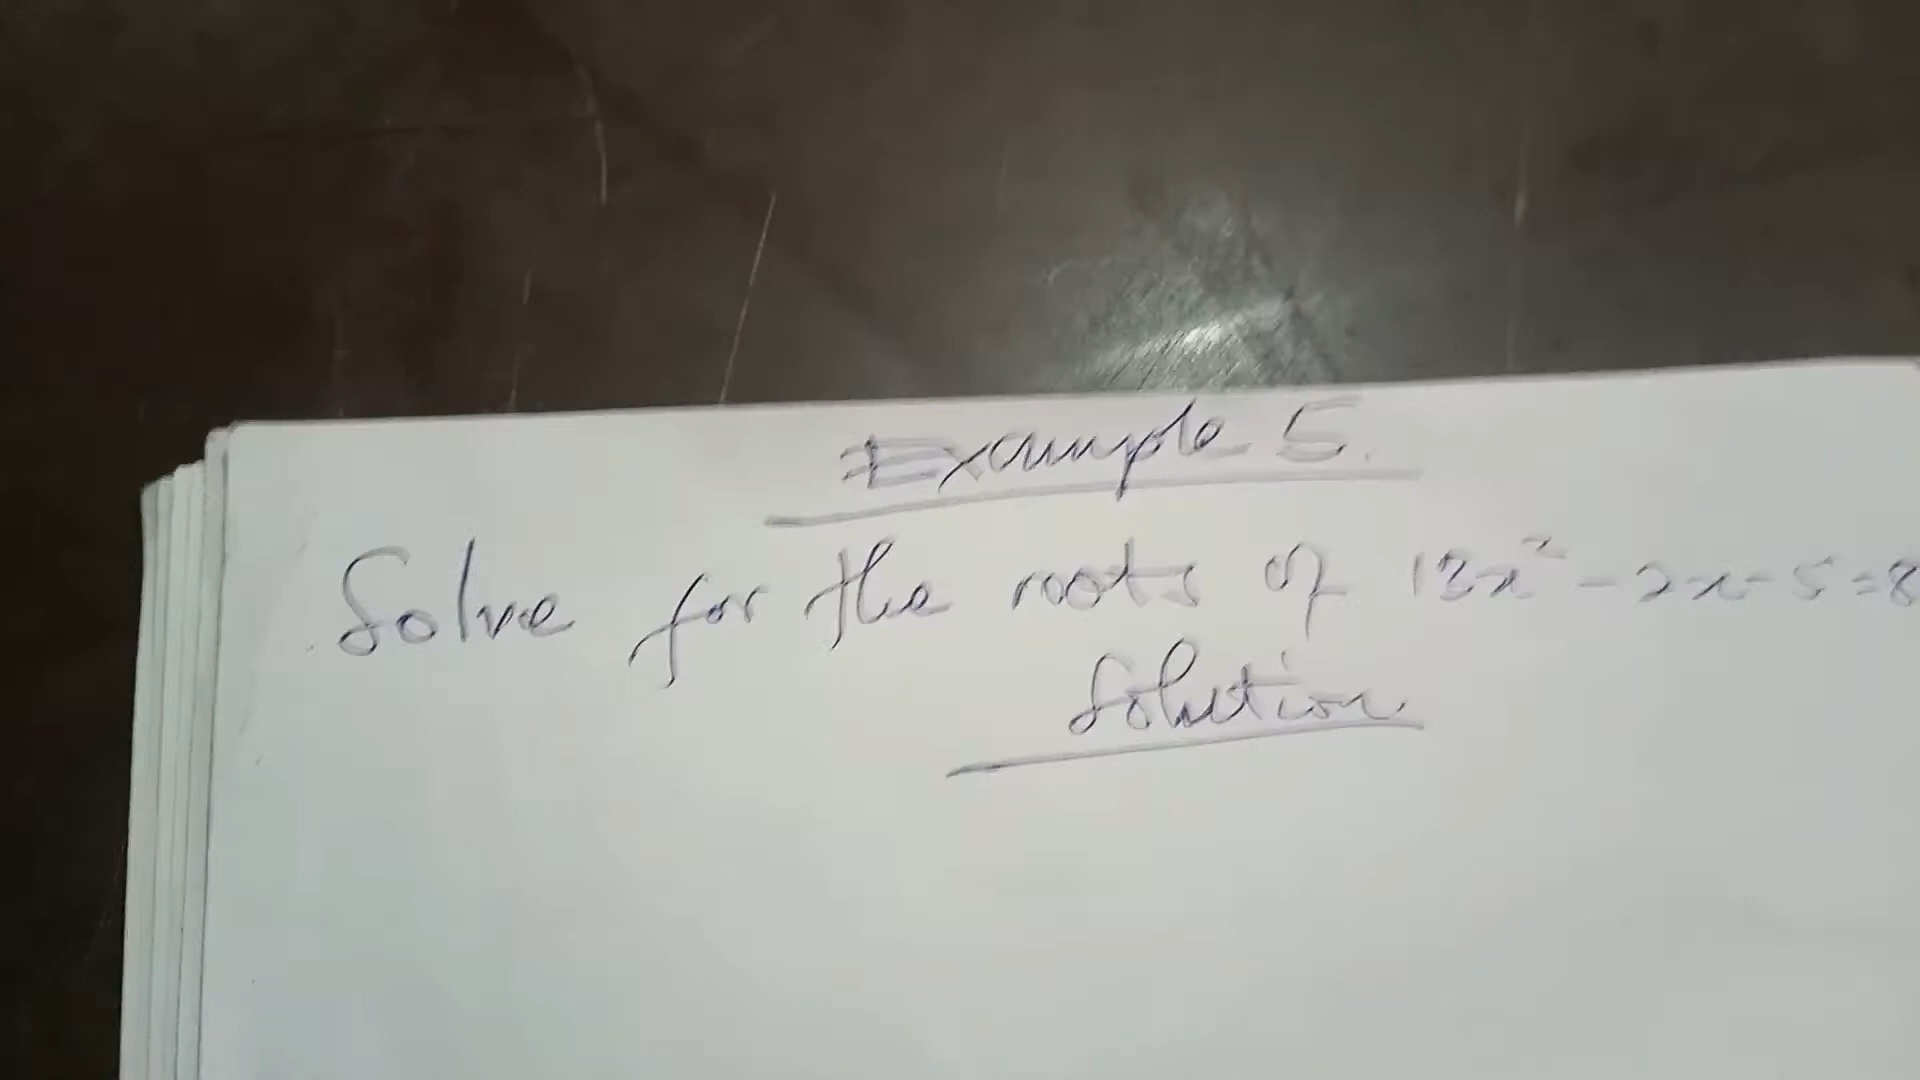 Example 5.
Solve for the roots of 13x² - 2x - 5 = 8
Solution